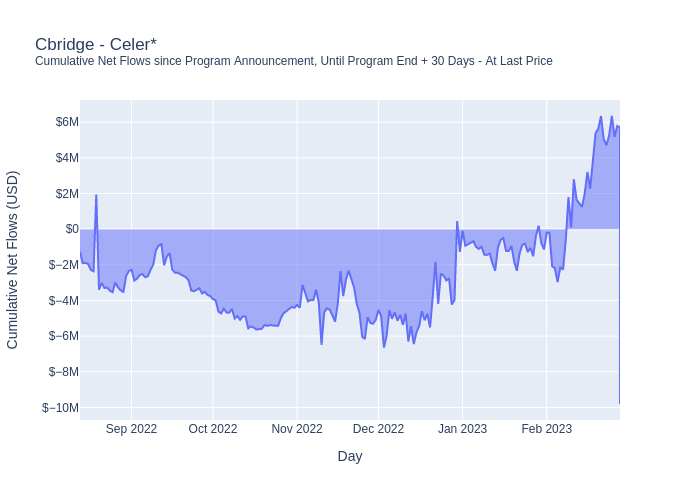 Cbridge - Celer*
Cumulative Net Flows since Program Announcement, Until Program End + 30 Days - At Last Price
Cumulative Net Flows (USD)
$6M
$4M
$2M
$0
$−2M
$−4M
$−6M
$−8M
$−10M
Sep 2022
Oct 2022
Nov 2022
Dec 2022
Jan 2023
Feb 2023
Day